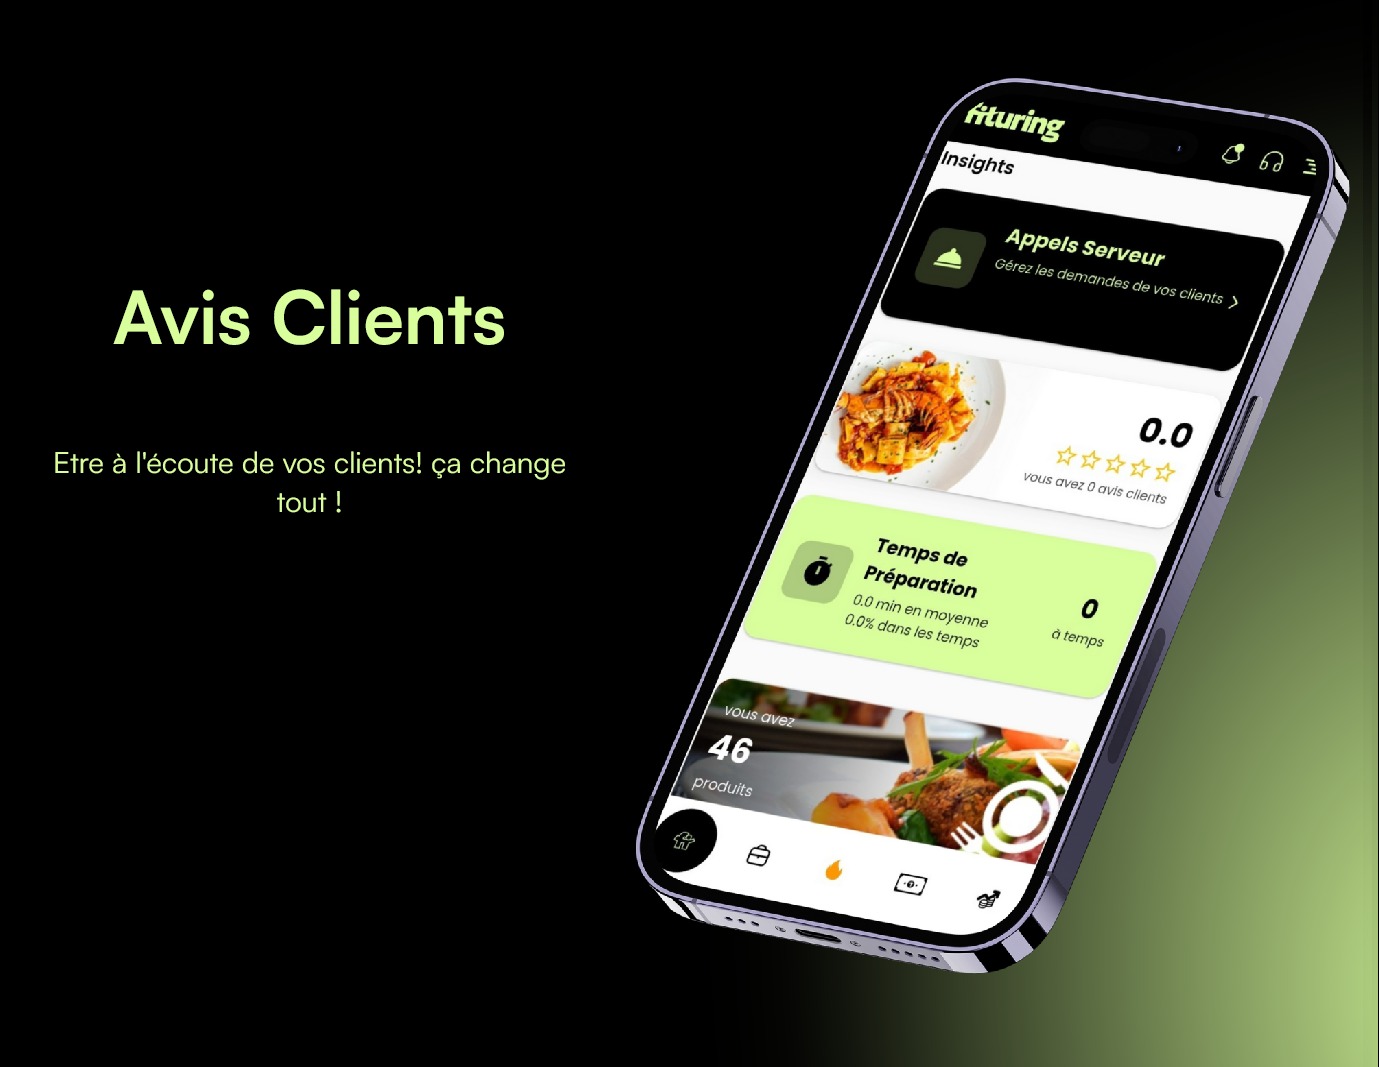 Avis Clients
Etre à l'écoute de vos clients! ça change
tout !
fituring
Insights
Appels Serveur
Gérez les demandes de vos clients
0.0
vous avez 0 avis clients
Temps de
Préparation
0.0 min en moyenne
0.0% dans les temps
0
à temps
vous avez
46
produits